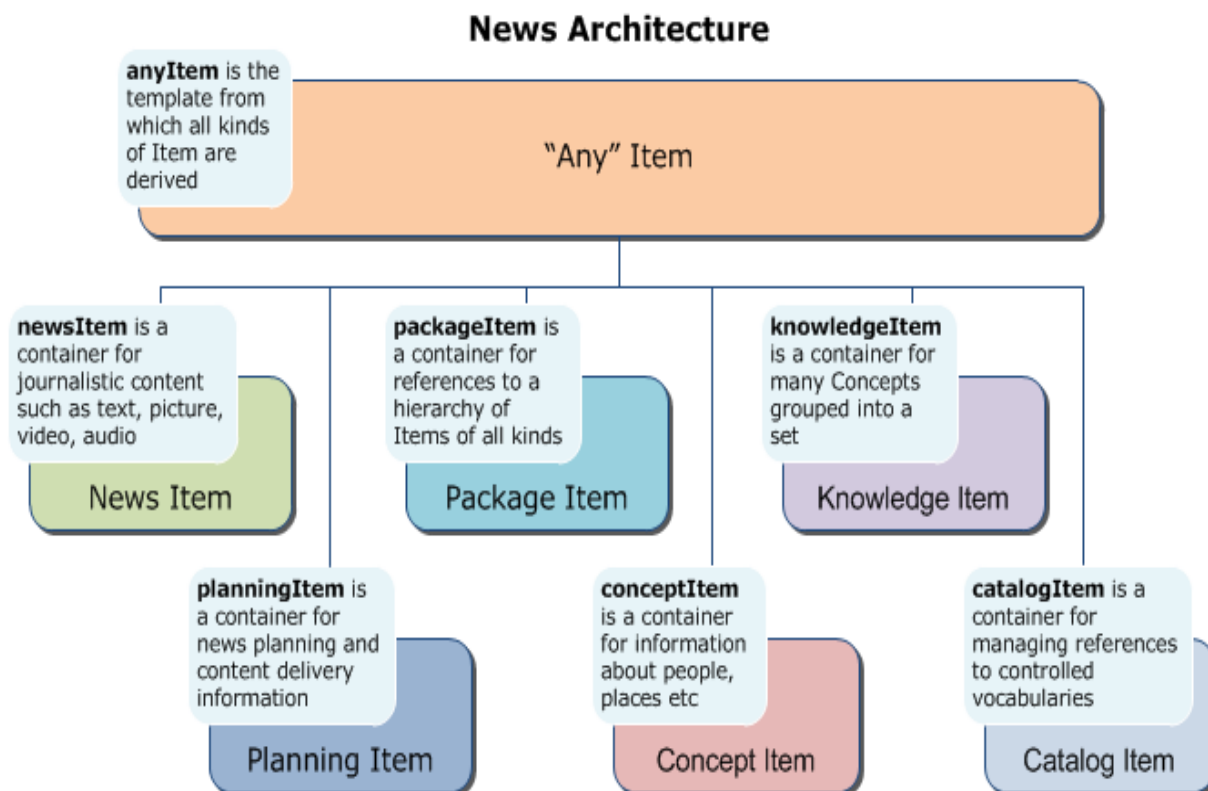 News Architecture
anyItem is the
template from
which all kinds
of Item are
derived
“Any” Item
newsItem is a
container for
journalistic content
such as text, picture,
video, audio
News Item
packageItem is
a container for
references to a
hierarchy of
Items of all kinds
Package Item
knowledgeItem
is a container for
many Concepts
grouped into a
set
Knowledge Item
planningItem is
a container for
news planning and
content delivery
information
Planning Item
conceptItem
is a container
for information
about people,
places etc
Concept Item
catalogItem is a
container for
managing references
to controlled
vocabularies
Catalog Item